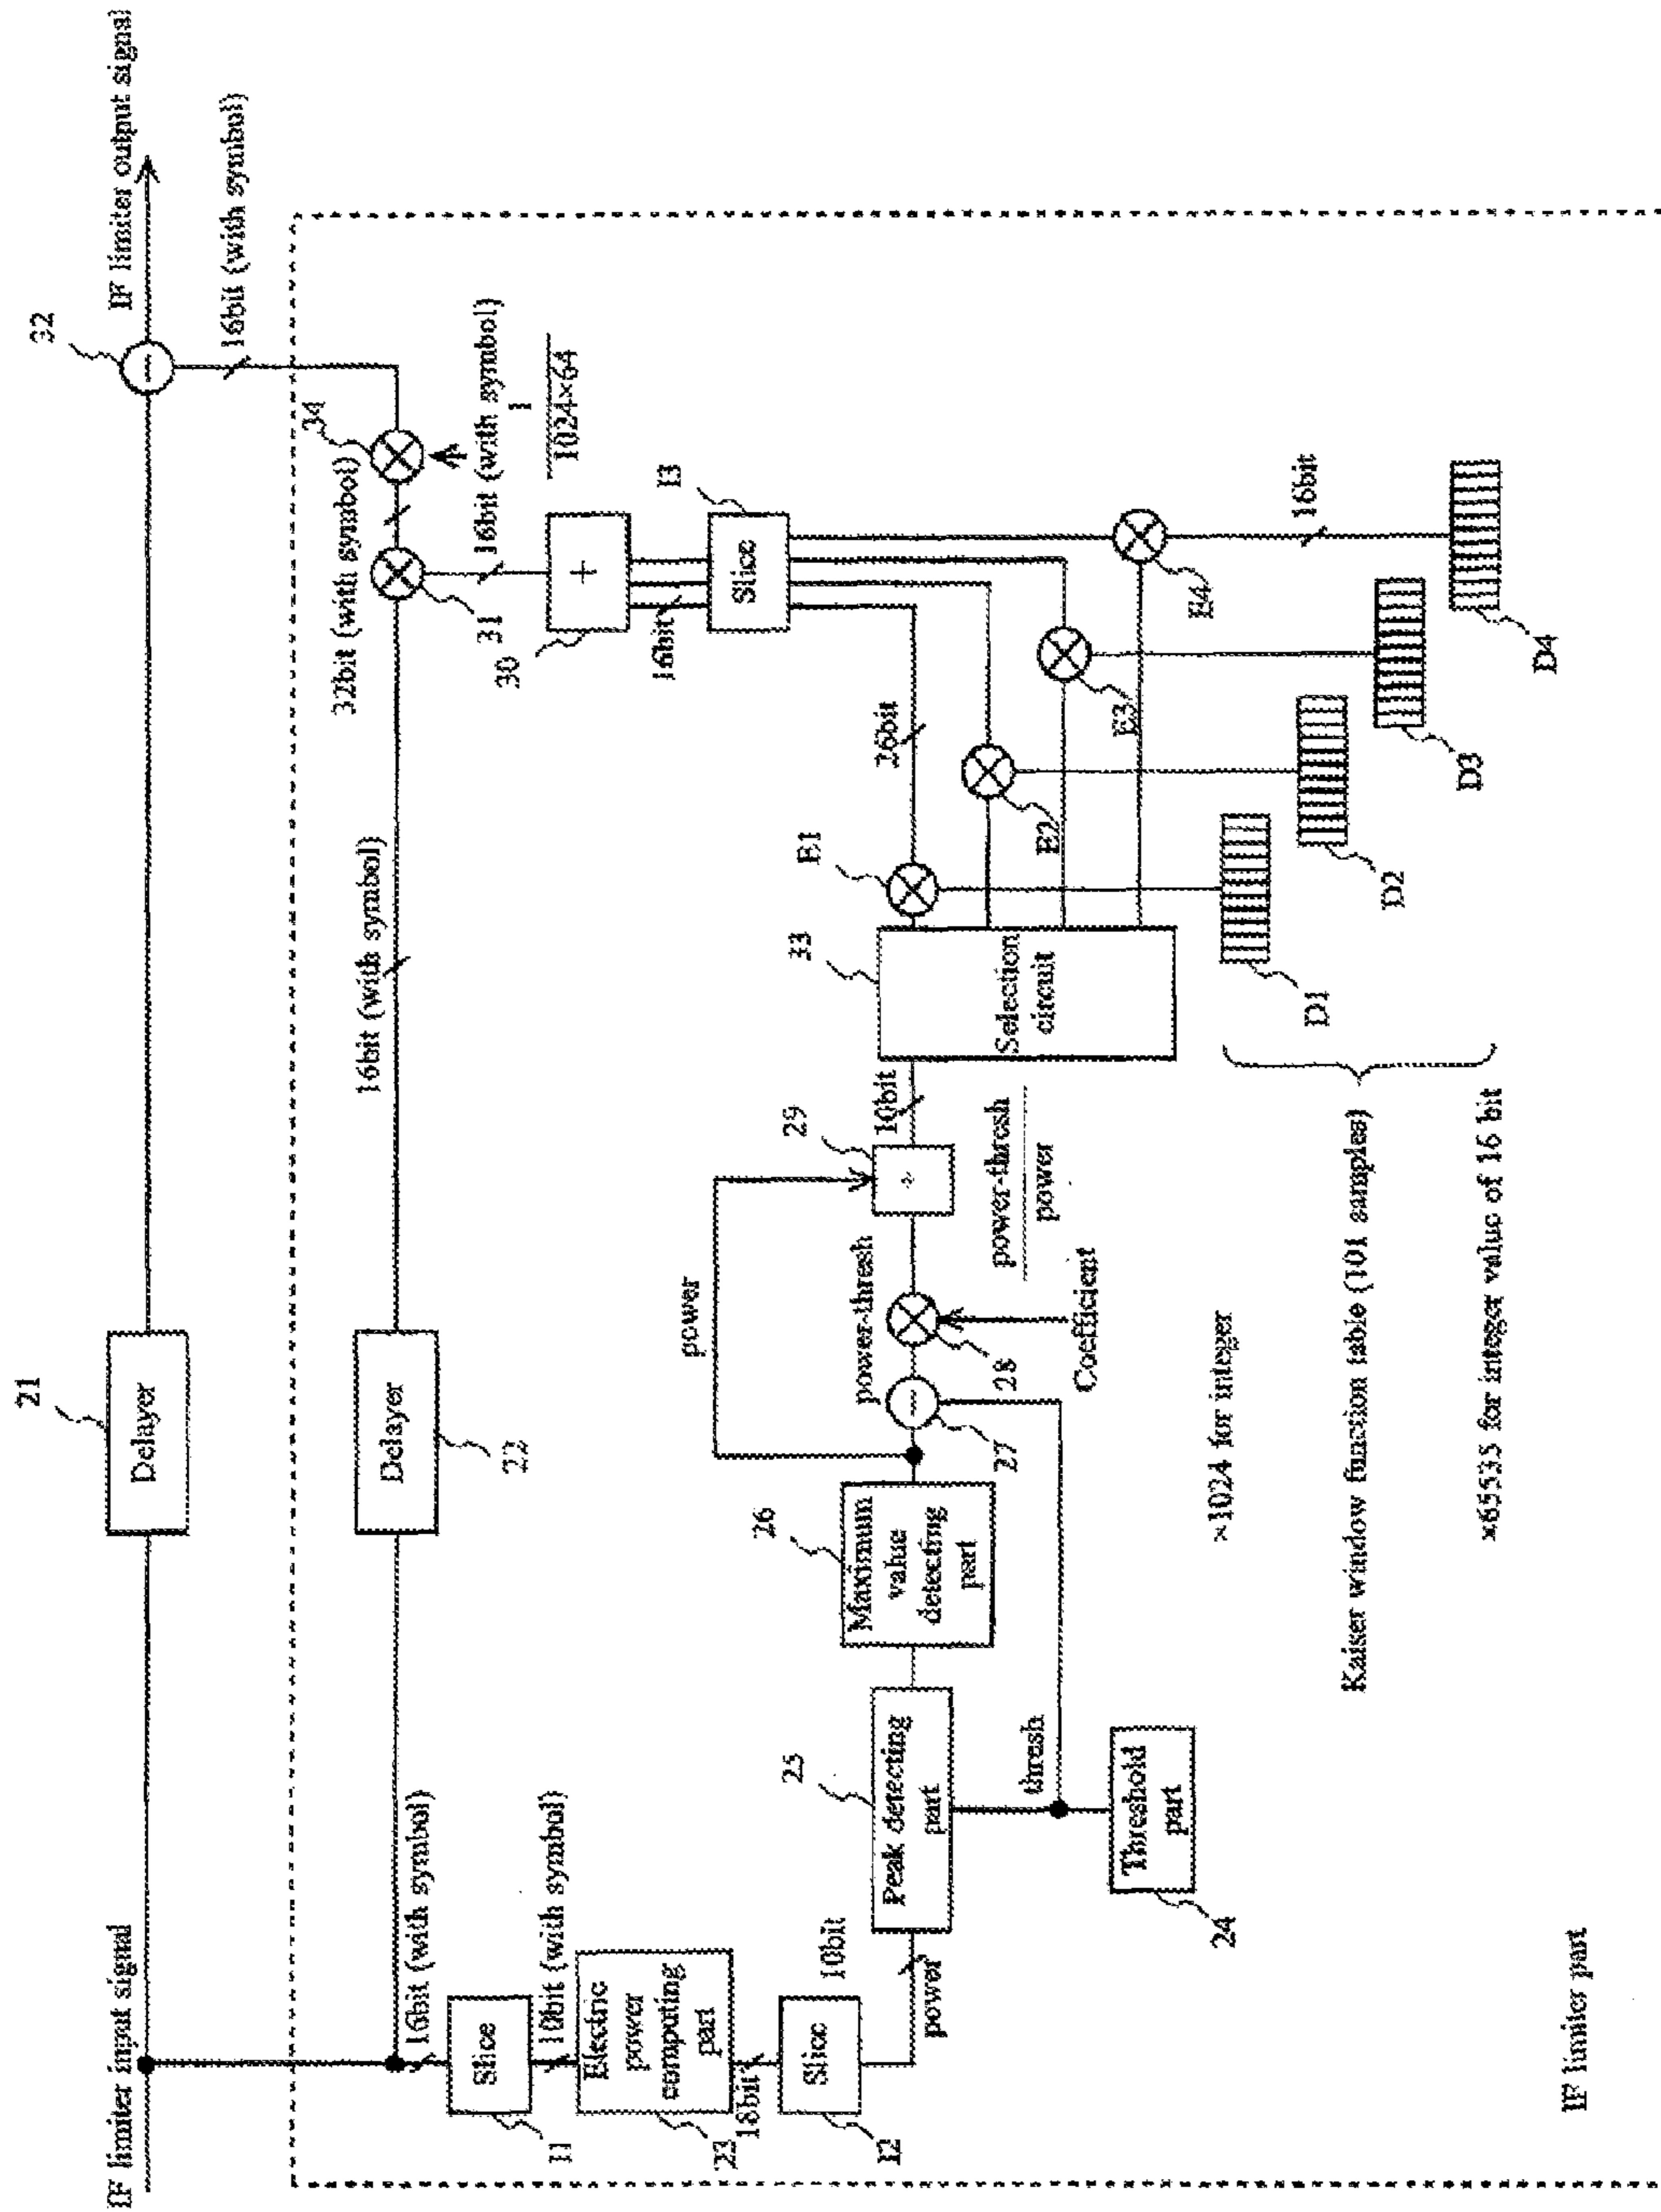 IF limiter input signal
21
Delayer
32
IF limiter output signal
16bit (with symbol)
22
Delayer
16bit (with symbol)
32bit (with symbol)
34
31
16bit (with symbol)
1
1024×64
16bit (with symbol)
Slice
11
10bit (with symbol)
Electric
power
computing
part
23
18bit
Slice
12
10bit
power
25
Peak detecting
part
thresh
Threshold
part
24
26
Maximum
value
detecting
part
power
27
power-thresh
28
Coefficient
29
÷
10bit
power-thresh
power
×1024 for integer
33
Selection
circuit
E1
E2
E3
E4
26bit
16bit
13
Slice
16bit
30
+
D1
D2
D3
D4
Kaiser window function table (101 samples)
×65535 for integer value of 16 bit
IF limiter part